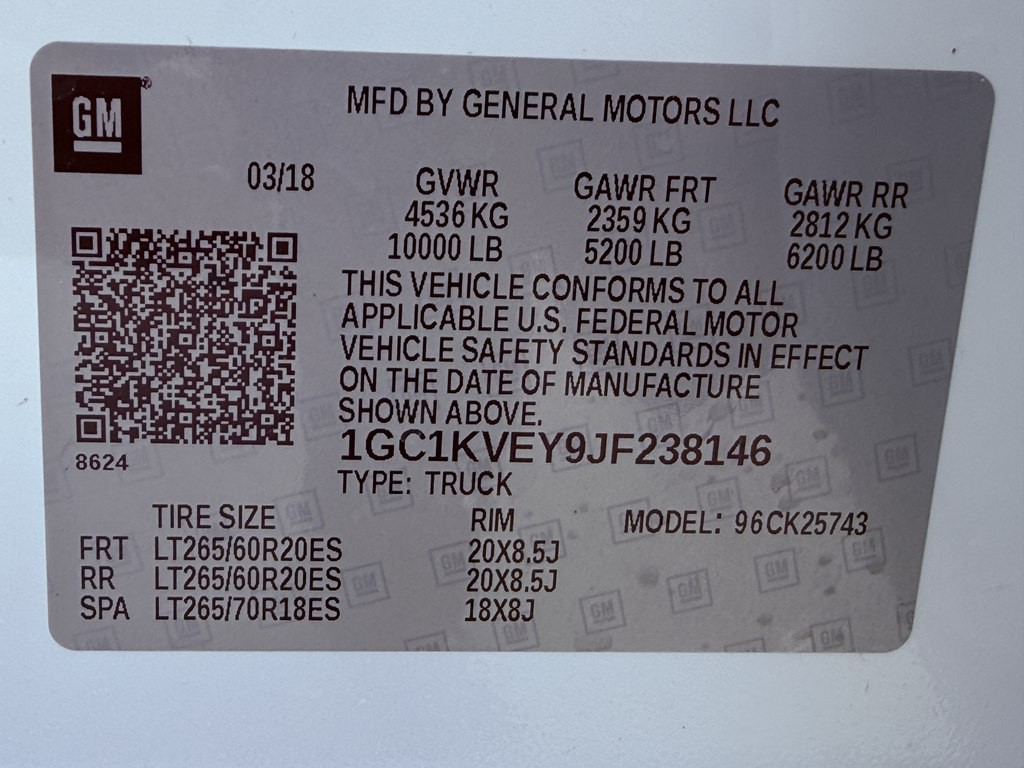 GM®
MFD BY GENERAL MOTORS LLC
03/18 GVWR GAWR FRT GAWR RR
4536 KG 2359 KG 2812 KG
10000 LB 5200 LB 6200 LB
THIS VEHICLE CONFORMS TO ALL
APPLICABLE U.S. FEDERAL MOTOR
VEHICLE SAFETY STANDARDS IN EFFECT
ON THE DATE OF MANUFACTURE
SHOWN ABOVE.
8624
1GC1KVEY9JF238146
TYPE: TRUCK
TIRE SIZE RIM MODEL: 96CK25743
FRT LT265/60R20ES 20X8.5J
RR LT265/60R20ES 20X8.5J
SPA LT265/70R18ES 18X8J